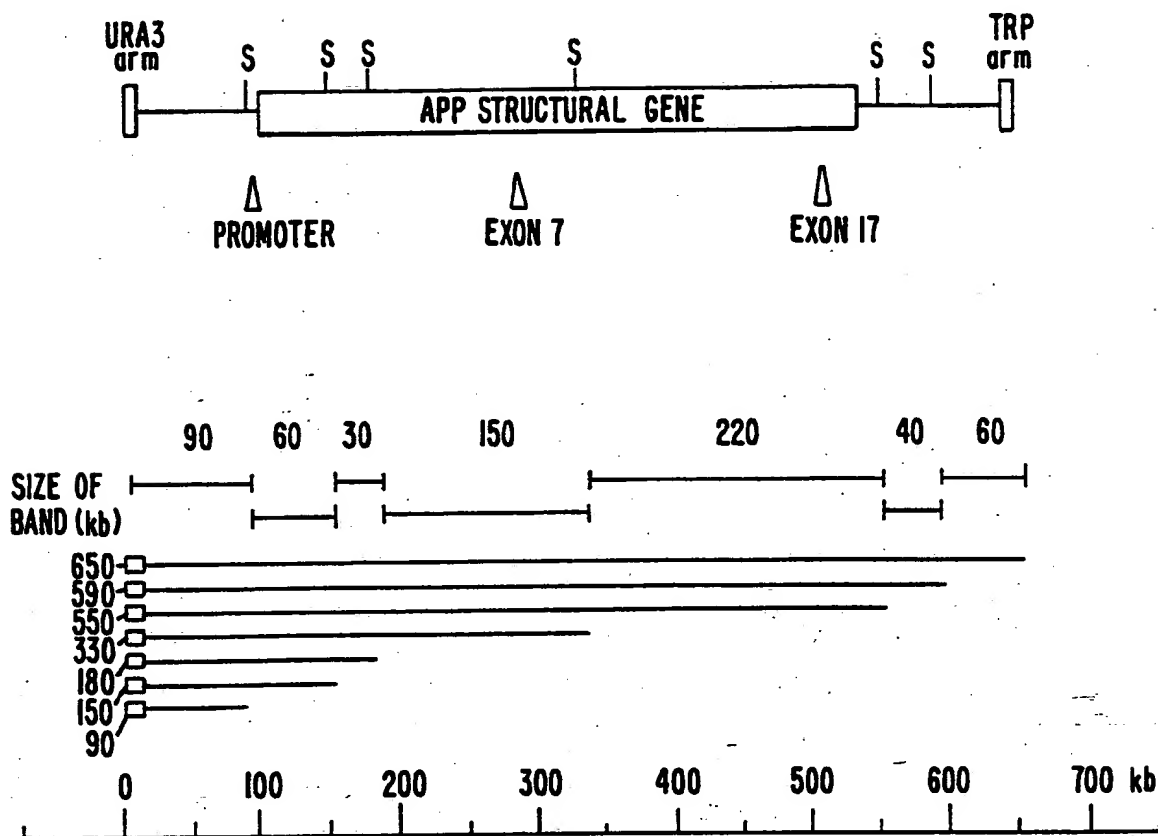 URA3 arm
S S S S S S
TRP arm
APP STRUCTURAL GENE
PROMOTER EXON 7 EXON 17
90 60 30 150 220 40 60
SIZE OF
BAND (kb)
650
590
550
330
180
150
90
0 100 200 300 400 500 600 700 kb